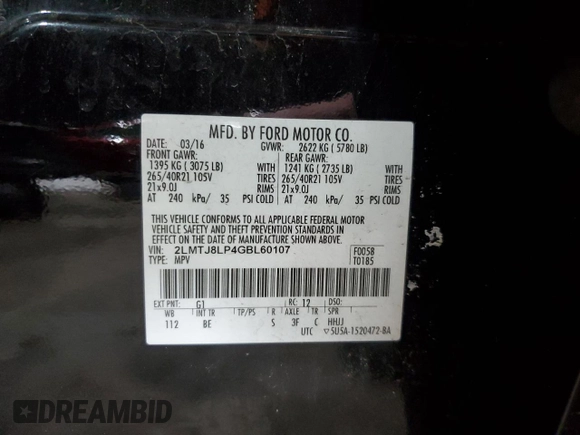 MFD. BY FORD MOTOR CO.
DATE: 03/16 GVWR: 2622 KG ( 5780 LB)
FRONT GAWR: REAR GAWR:
1395 KG ( 3075 LB) WITH 1241 KG ( 2735 LB) WITH
265/40R21 105V TIRES 265/40R21 105V TIRES
21x9.0J RIMS 21x9.0J RIMS
AT 240 kPa/ 35 PSI COLD AT 240 kPa/ 35 PSI COLD
THIS VEHICLE CONFORMS TO ALL APPLICABLE FEDERAL MOTOR
VEHICLE SAFETY AND THEFT PREVENTION STANDARDS IN
EFFECT ON THE DATE OF MANUFACTURE SHOWN ABOVE.
VIN: 2LMTJ8LP4GBL60107 F0058
TYPE: MPV T0185
EXT PNT: G1 RC: 12 DSO:
WB INT TR TP/PS R AXLE TR SPR
112 BE S 3F C HHJJ
UTC 5U5A-1520472-BA
DREAMBID